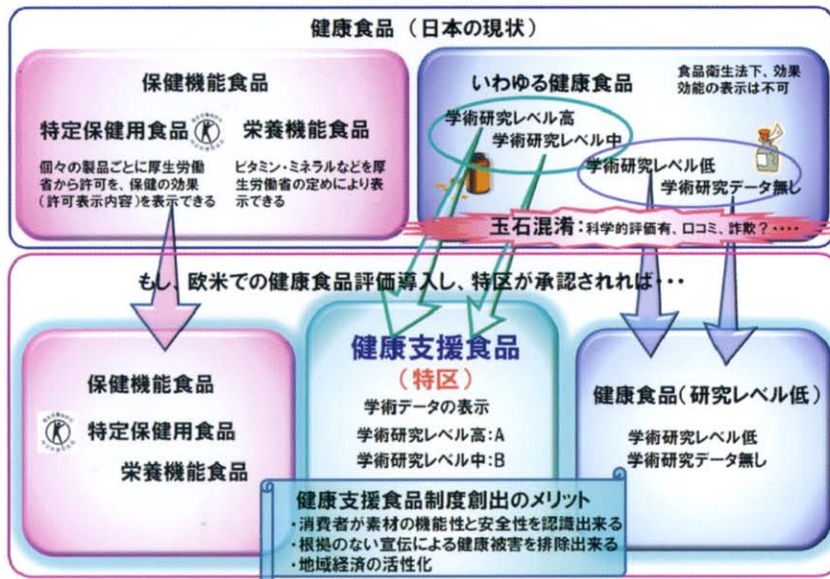 健康食品（日本の現状）
保健機能食品
特定保健用食品
栄養機能食品
個々の製品ごとに厚生労働
省から許可を、保健の効果
（許可表示内容）を表示できる
ビタミン・ミネラルなどを厚
生労働省の定めにより表
示できる
いわゆる健康食品
食品衛生法下、効果
効能の表示は不可
学術研究レベル高
学術研究レベル中
学術研究レベル低
学術研究データ無し
玉石混淆：科学的評価有、口コミ、詐欺？・・・・
もし、欧米での健康食品評価導入し、特区が承認されれば・・・
保健機能食品
特定保健用食品
栄養機能食品
健康支援食品
（特区）
学術データの表示
学術研究レベル高：A
学術研究レベル中：B
健康食品（研究レベル低）
学術研究レベル低
学術研究データ無し
健康支援食品制度創出のメリット
・消費者が素材の機能性と安全性を認識出来る
・根拠のない宣伝による健康被害を排除出来る
・地域経済の活性化